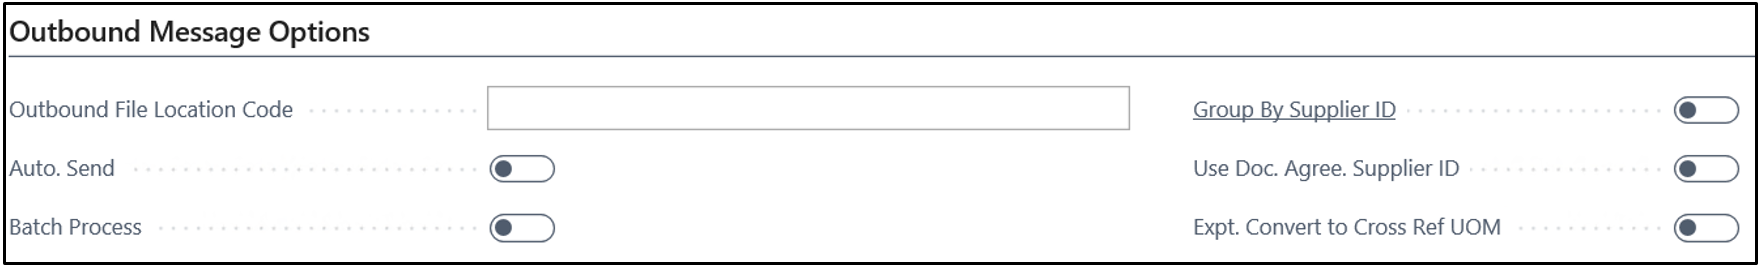 Outbound Message Options
Outbound File Location Code
Group By Supplier ID
Auto. Send
Use Doc. Agree. Supplier ID
Batch Process
Expt. Convert to Cross Ref UOM